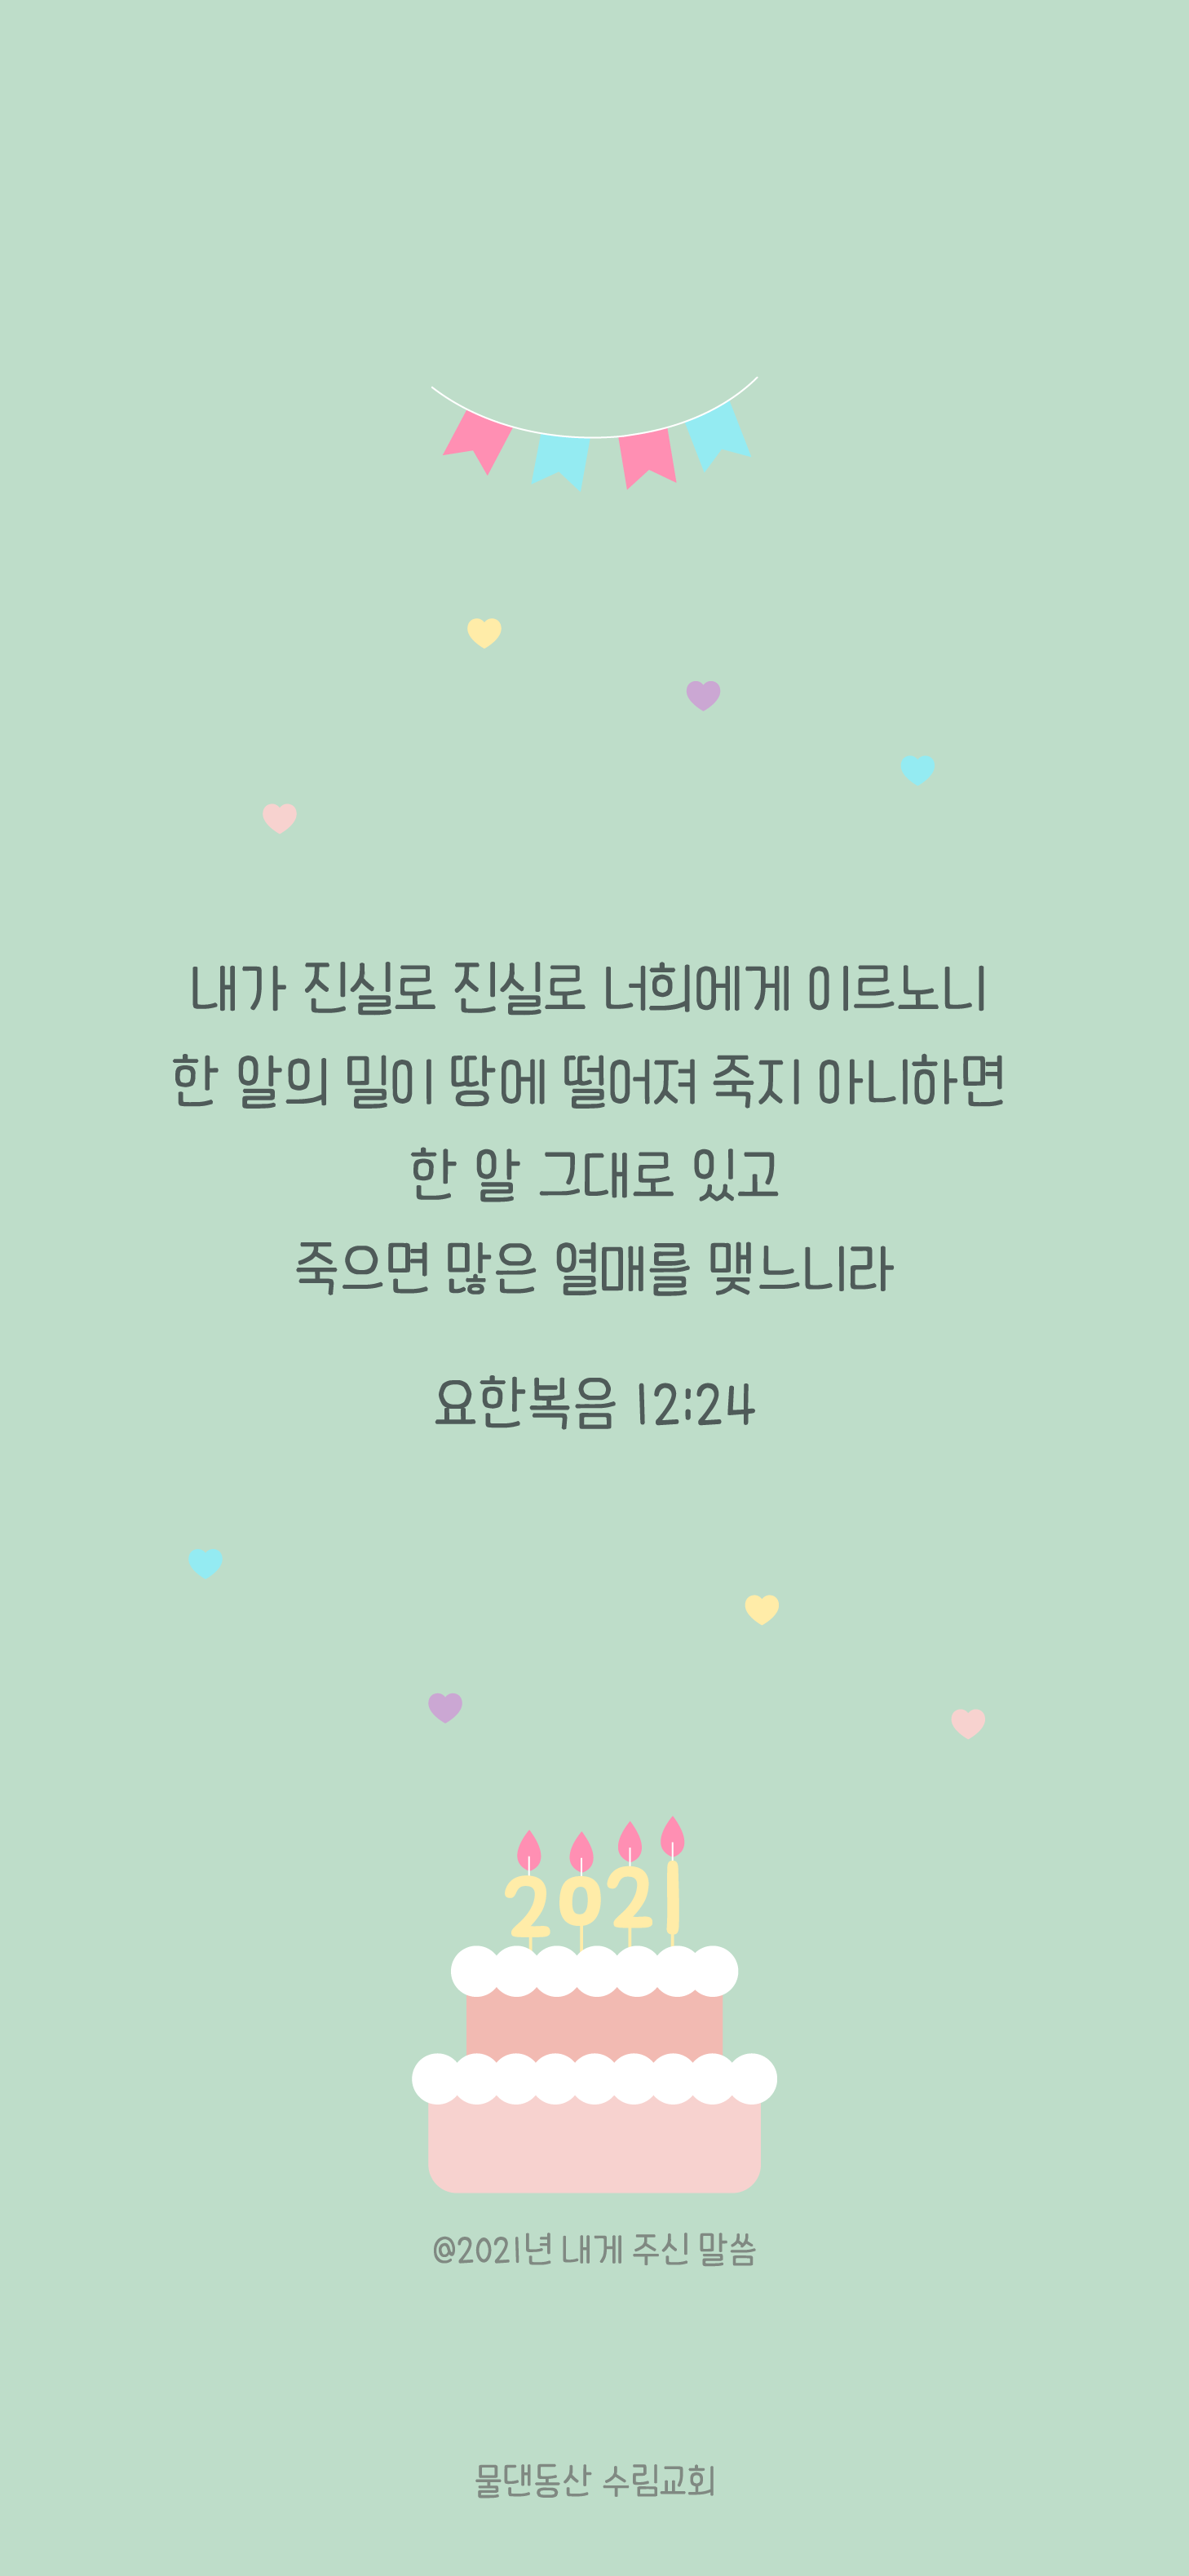 내가 진실로 진실로 너희에게 이르노니
한 알의 밀이 땅에 떨어져 죽지 아니하면
한 알 그대로 있고
죽으면 많은 열매를 맺느니라
요한복음 12:24
2021
@2021년 내게 주신 말씀
물댄동산 수림교회